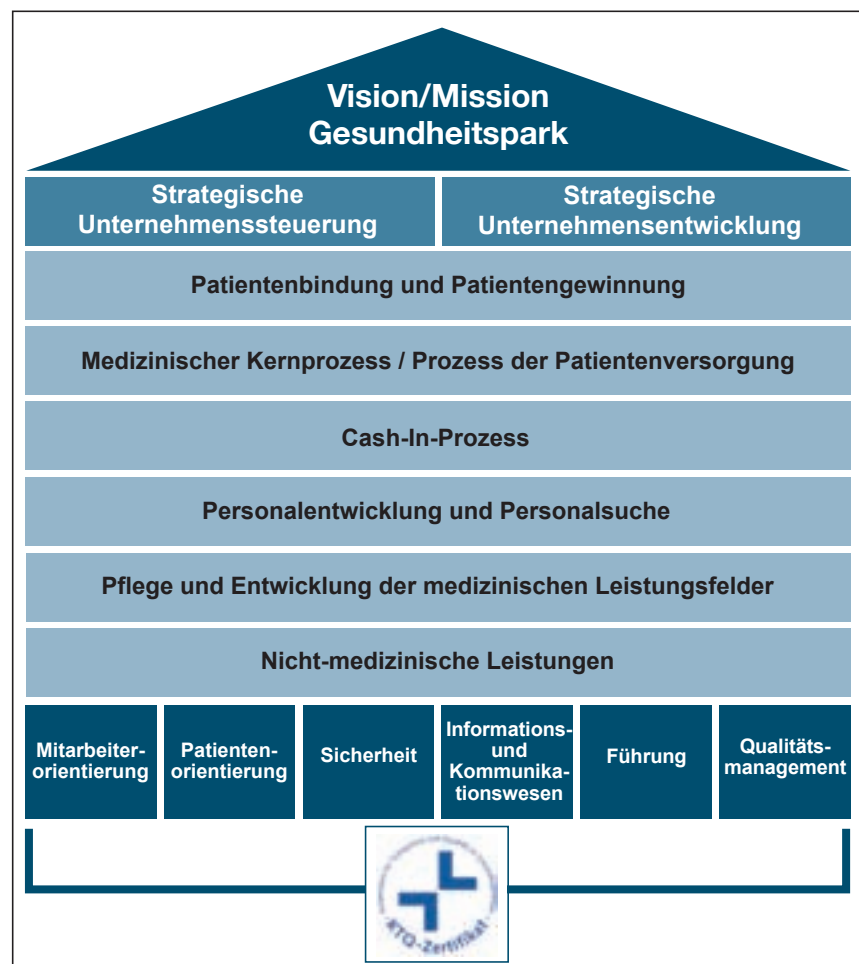 Vision/Mission
Gesundheitspark
Strategische
Unternehmenssteuerung
Strategische
Unternehmensentwicklung
Patientenbindung und Patientengewinnung
Medizinischer Kernprozess / Prozess der Patientenversorgung
Cash-In-Prozess
Personalentwicklung und Personalsuche
Pflege und Entwicklung der medizinischen Leistungsfelder
Nicht-medizinische Leistungen
Mitarbeiter-
orientierung
Patienten-
orientierung
Sicherheit
Informations-
und
Kommunika-
tionswesen
Führung
Qualitäts-
management
KTQ-Zertifikat